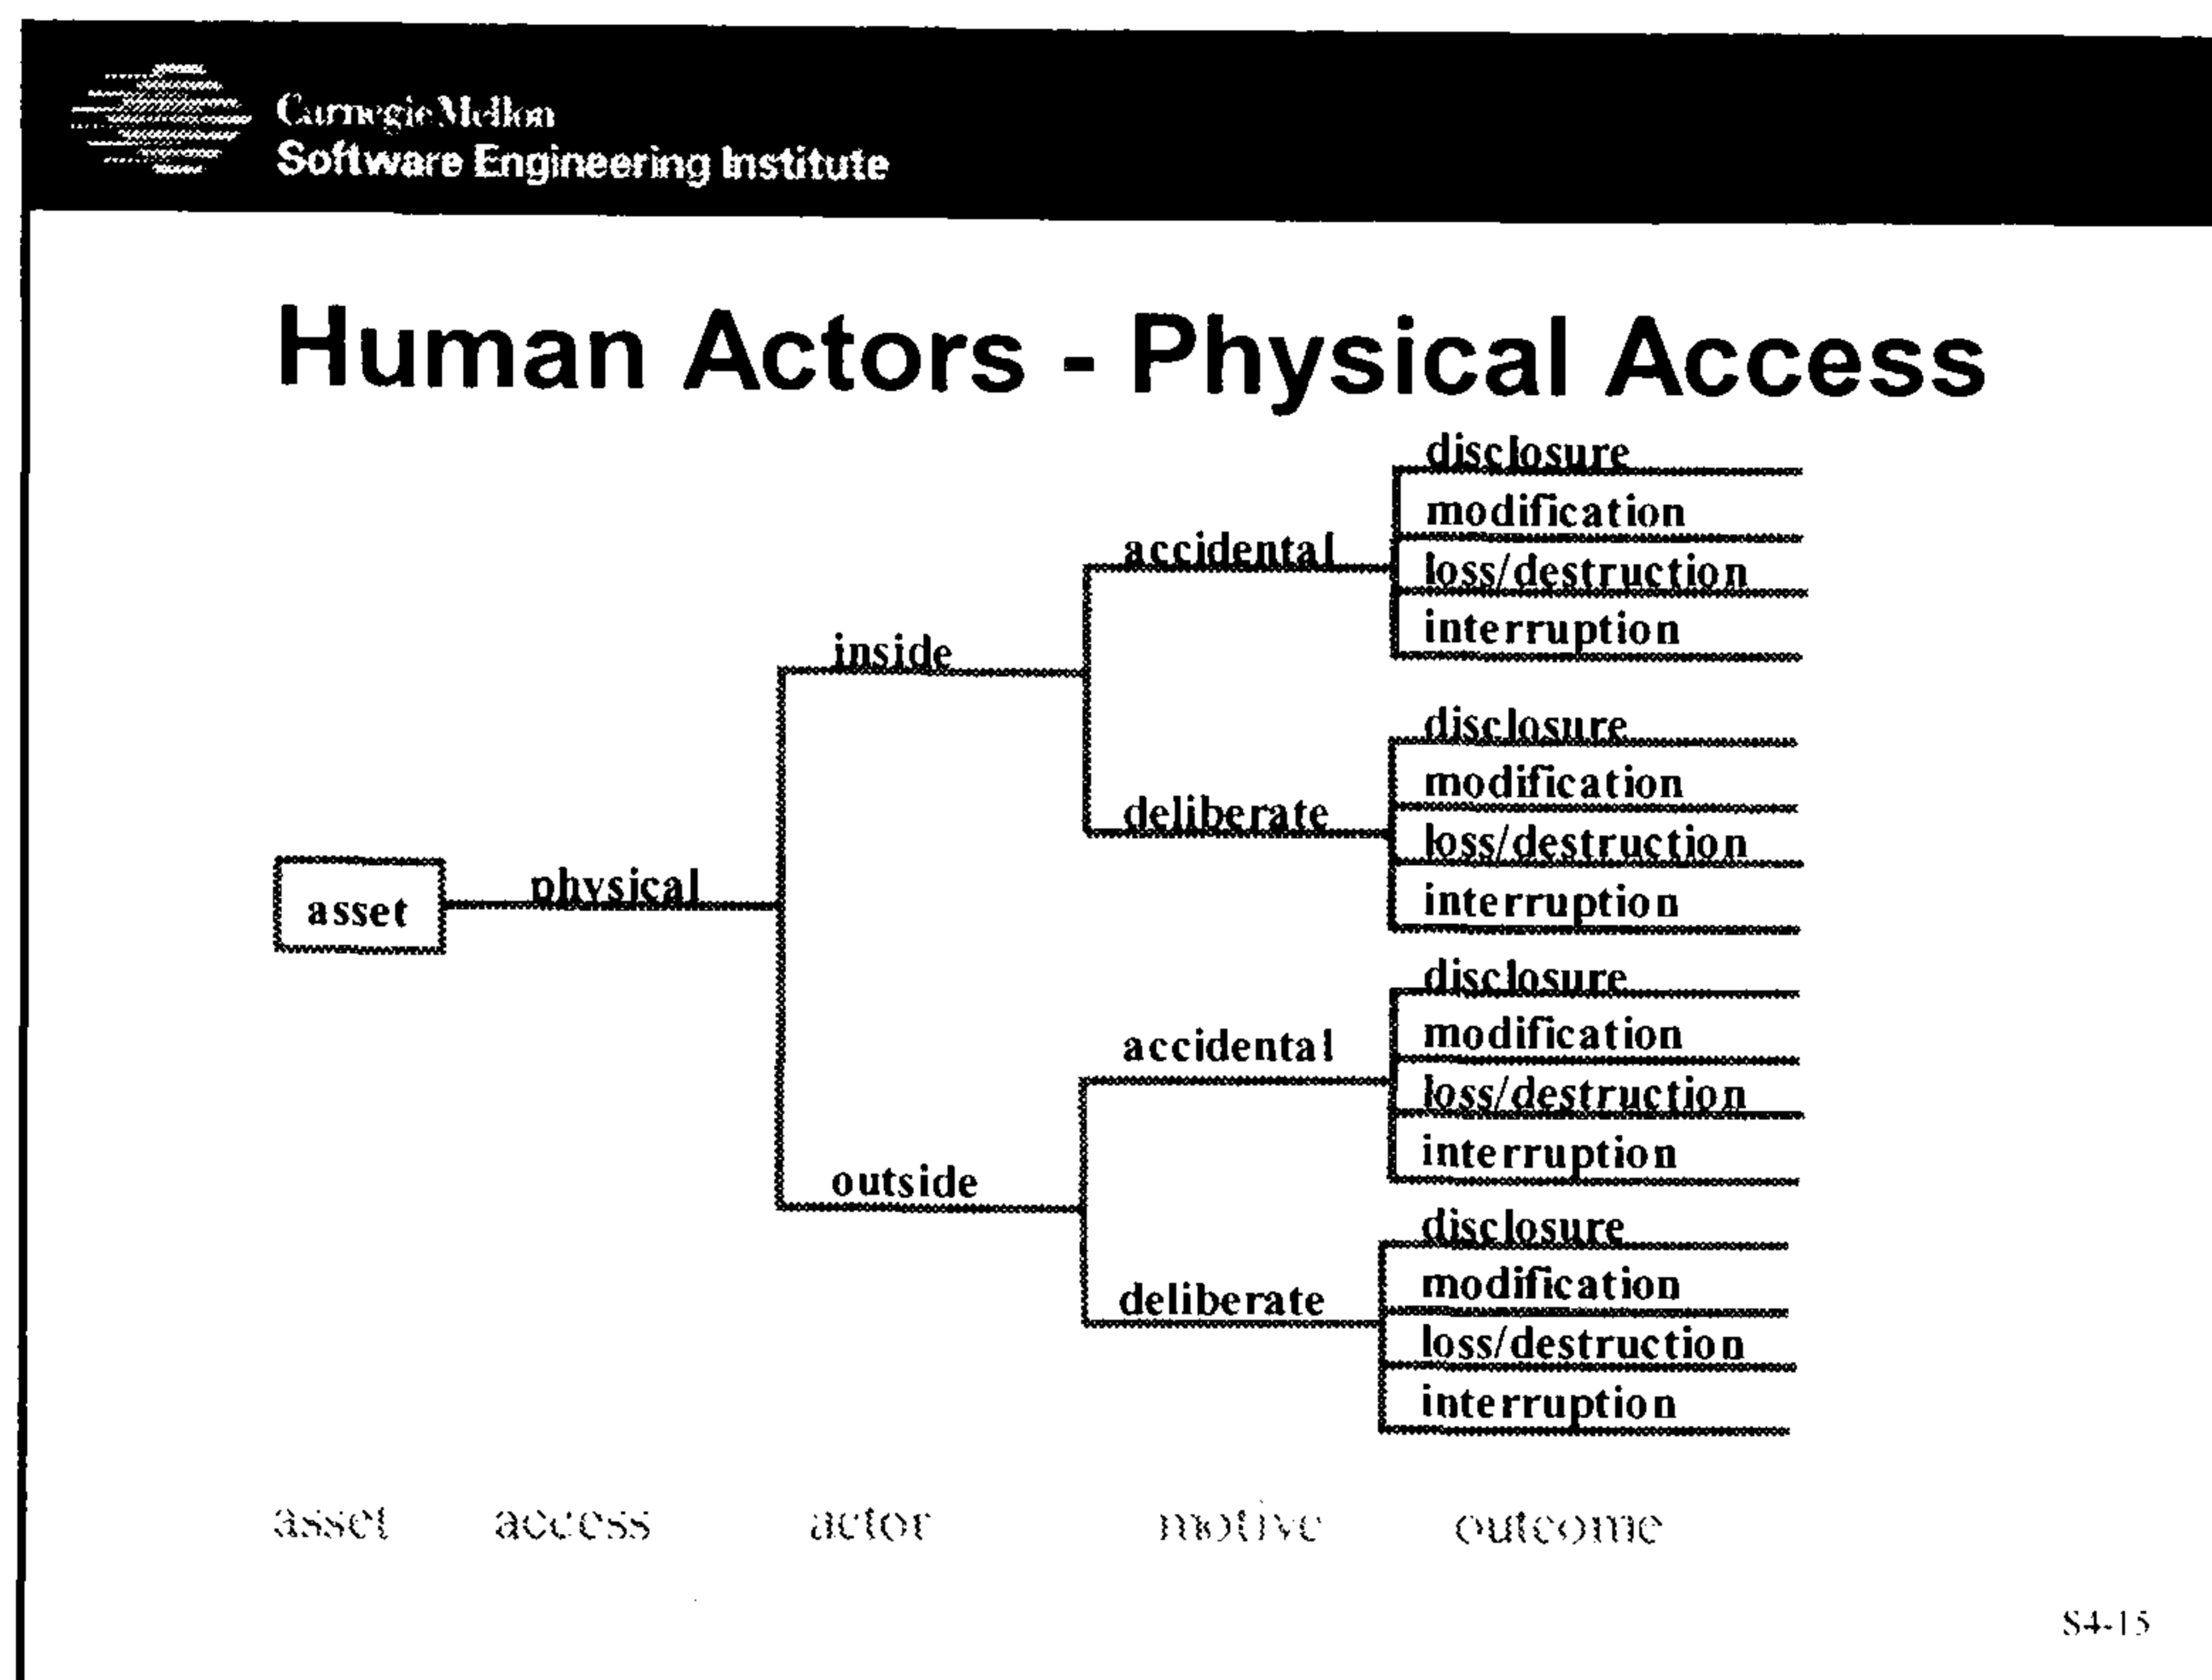 Carnegie Mellon
Software Engineering Institute
Human Actors - Physical Access
disclosure
modification
accidental
loss/destruction
interruption
inside
disclosure
modification
deliberate
loss/destruction
interruption
physical
asset
disclosure
modification
accidental
loss/destruction
interruption
outside
disclosure
modification
deliberate
loss/destruction
interruption
asset access actor motive outcome
S4-15